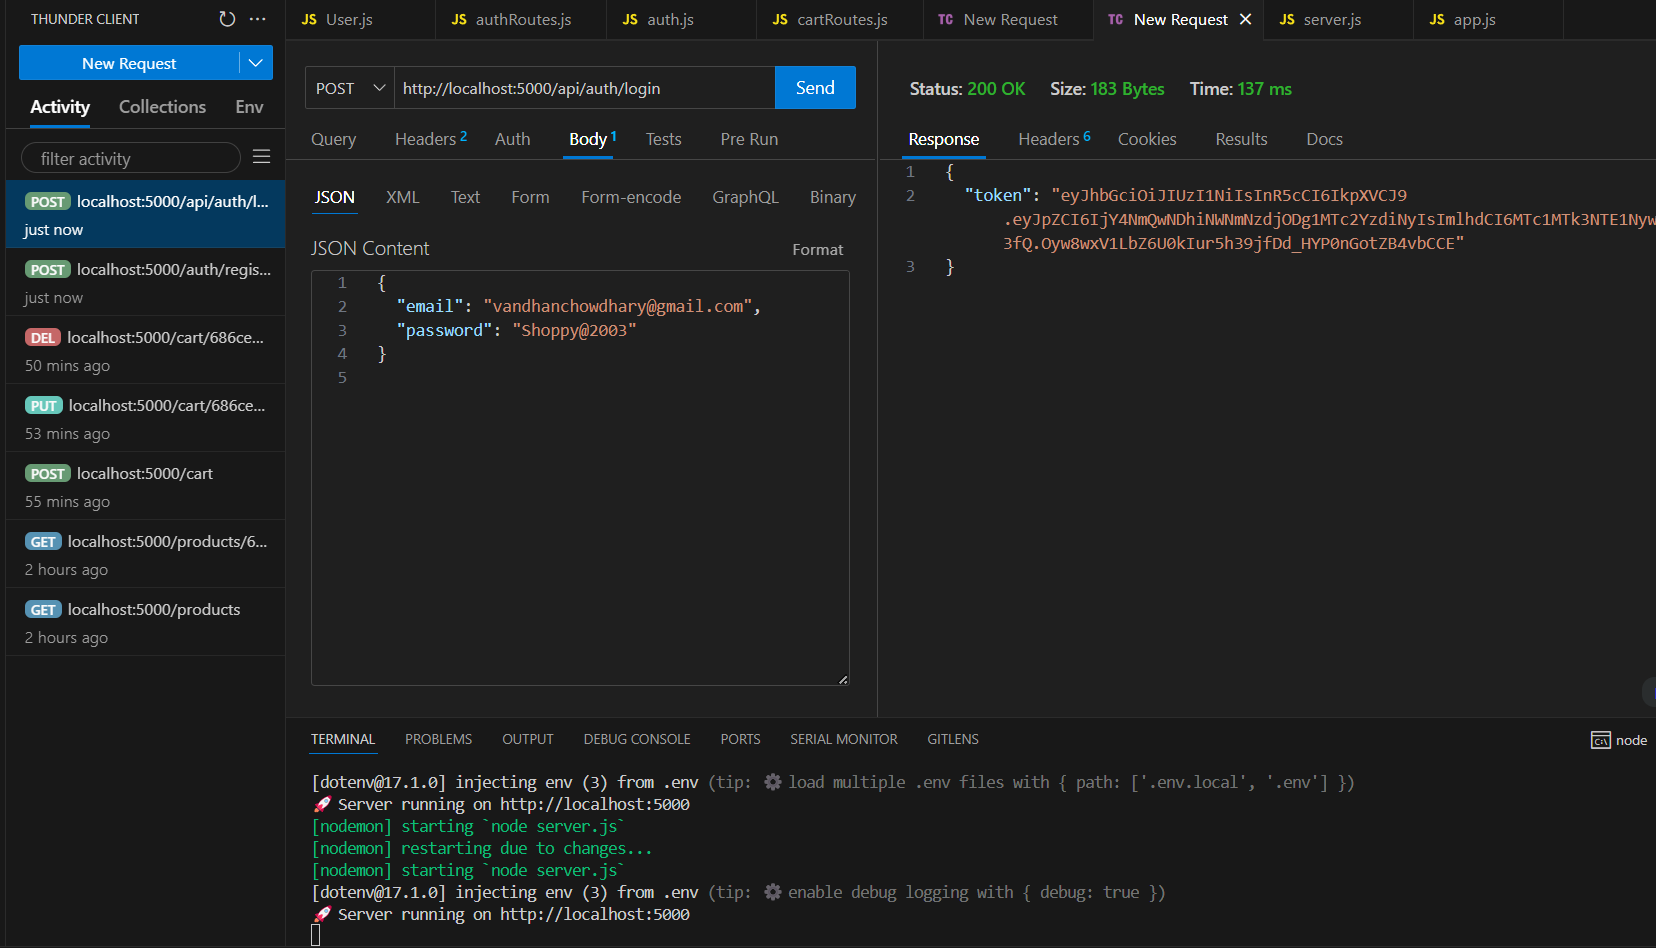 THUNDER CLIENT
New Request
Activity Collections Env
filter activity
POST localhost:5000/api/auth/l...
just now
POST localhost:5000/auth/regis...
just now
DEL localhost:5000/cart/686ce...
50 mins ago
PUT localhost:5000/cart/686ce...
53 mins ago
POST localhost:5000/cart
55 mins ago
GET localhost:5000/products/6...
2 hours ago
GET localhost:5000/products
2 hours ago
JS User.js JS authRoutes.js JS auth.js JS cartRoutes.js TC New Request TC New Request JS server.js JS app.js
POST http://localhost:5000/api/auth/login Send
Query Headers 2 Auth Body 1 Tests Pre Run
JSON XML Text Form Form-encode GraphQL Binary
JSON Content Format
1 {
2 "email": "vandhanchowdhary@gmail.com",
3 "password": "Shoppy@2003"
4 }
5
Status: 200 OK Size: 183 Bytes Time: 137 ms
Response Headers 6 Cookies Results Docs
1 {
2 "token": "eyJhbGciOiJIUzI1NiIsInR5cCI6IkpXVCJ9
.eyJpZCI6IjY4NmQwNDhiNWNmNzdjODg1MTc2YzdiNyIsImlhdCI6MTc1MTk3NTE1Nyw
3fQ.Oyw8wxV1LbZ6U0kIur5h39jfDd_HYP0nGotZB4vbCCE"
3 }
TERMINAL PROBLEMS OUTPUT DEBUG CONSOLE PORTS SERIAL MONITOR GITLENS
node
[dotenv@17.1.0] injecting env (3) from .env (tip: ⚙️ load multiple .env files with { path: ['.env.local', '.env'] })
🚀 Server running on http://localhost:5000
[nodemon] starting `node server.js`
[nodemon] restarting due to changes...
[nodemon] starting `node server.js`
[dotenv@17.1.0] injecting env (3) from .env (tip: ⚙️ enable debug logging with { debug: true })
🚀 Server running on http://localhost:5000